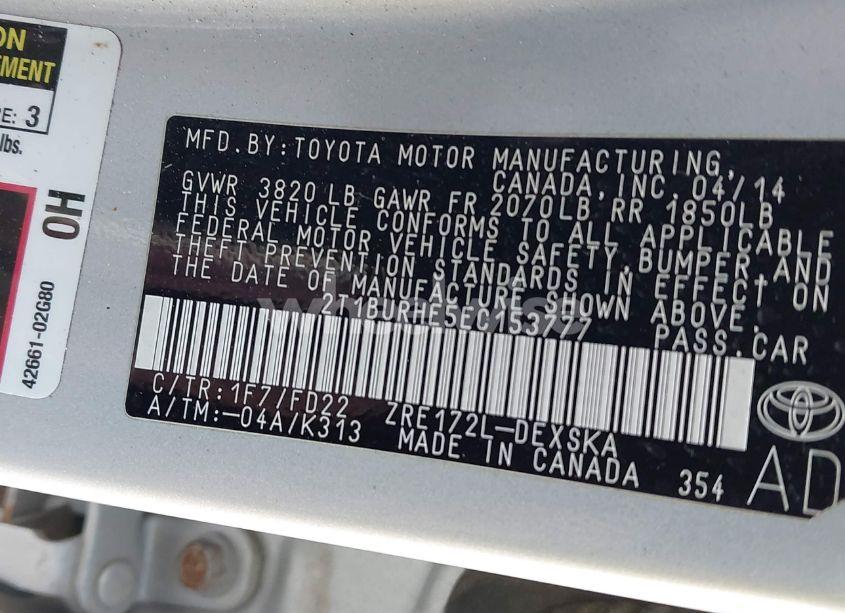 ON
EMENT
E: 3
lbs.
OH
42661-02G80
MFD.BY:TOYOTA MOTOR MANUFACTURING,
CANADA, INC. 04/14
GVWR 3820 LB GAWR FR 2070LB RR 1850LB
THIS VEHICLE CONFORMS TO ALL APPLICABLE
FEDERAL MOTOR VEHICLE SAFETY, BUMPER AND
THEFT PREVENTION STANDARDS IN EFFECT ON
THE DATE OF MANUFACTURE SHOWN ABOVE.
2T1BURHE5EC153777
PASS.CAR
C/TR:1F7/FD22
A/TM:-04A/K313
ZRE172L-DEXSKA
MADE IN CANADA
354
AD